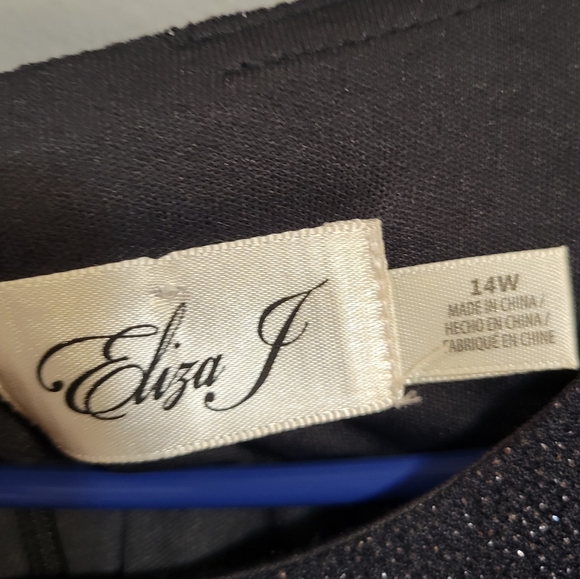 Eliza J
14W
MADE IN CHINA/
HECHO EN CHINA/
FABRIQUÉ EN CHINE